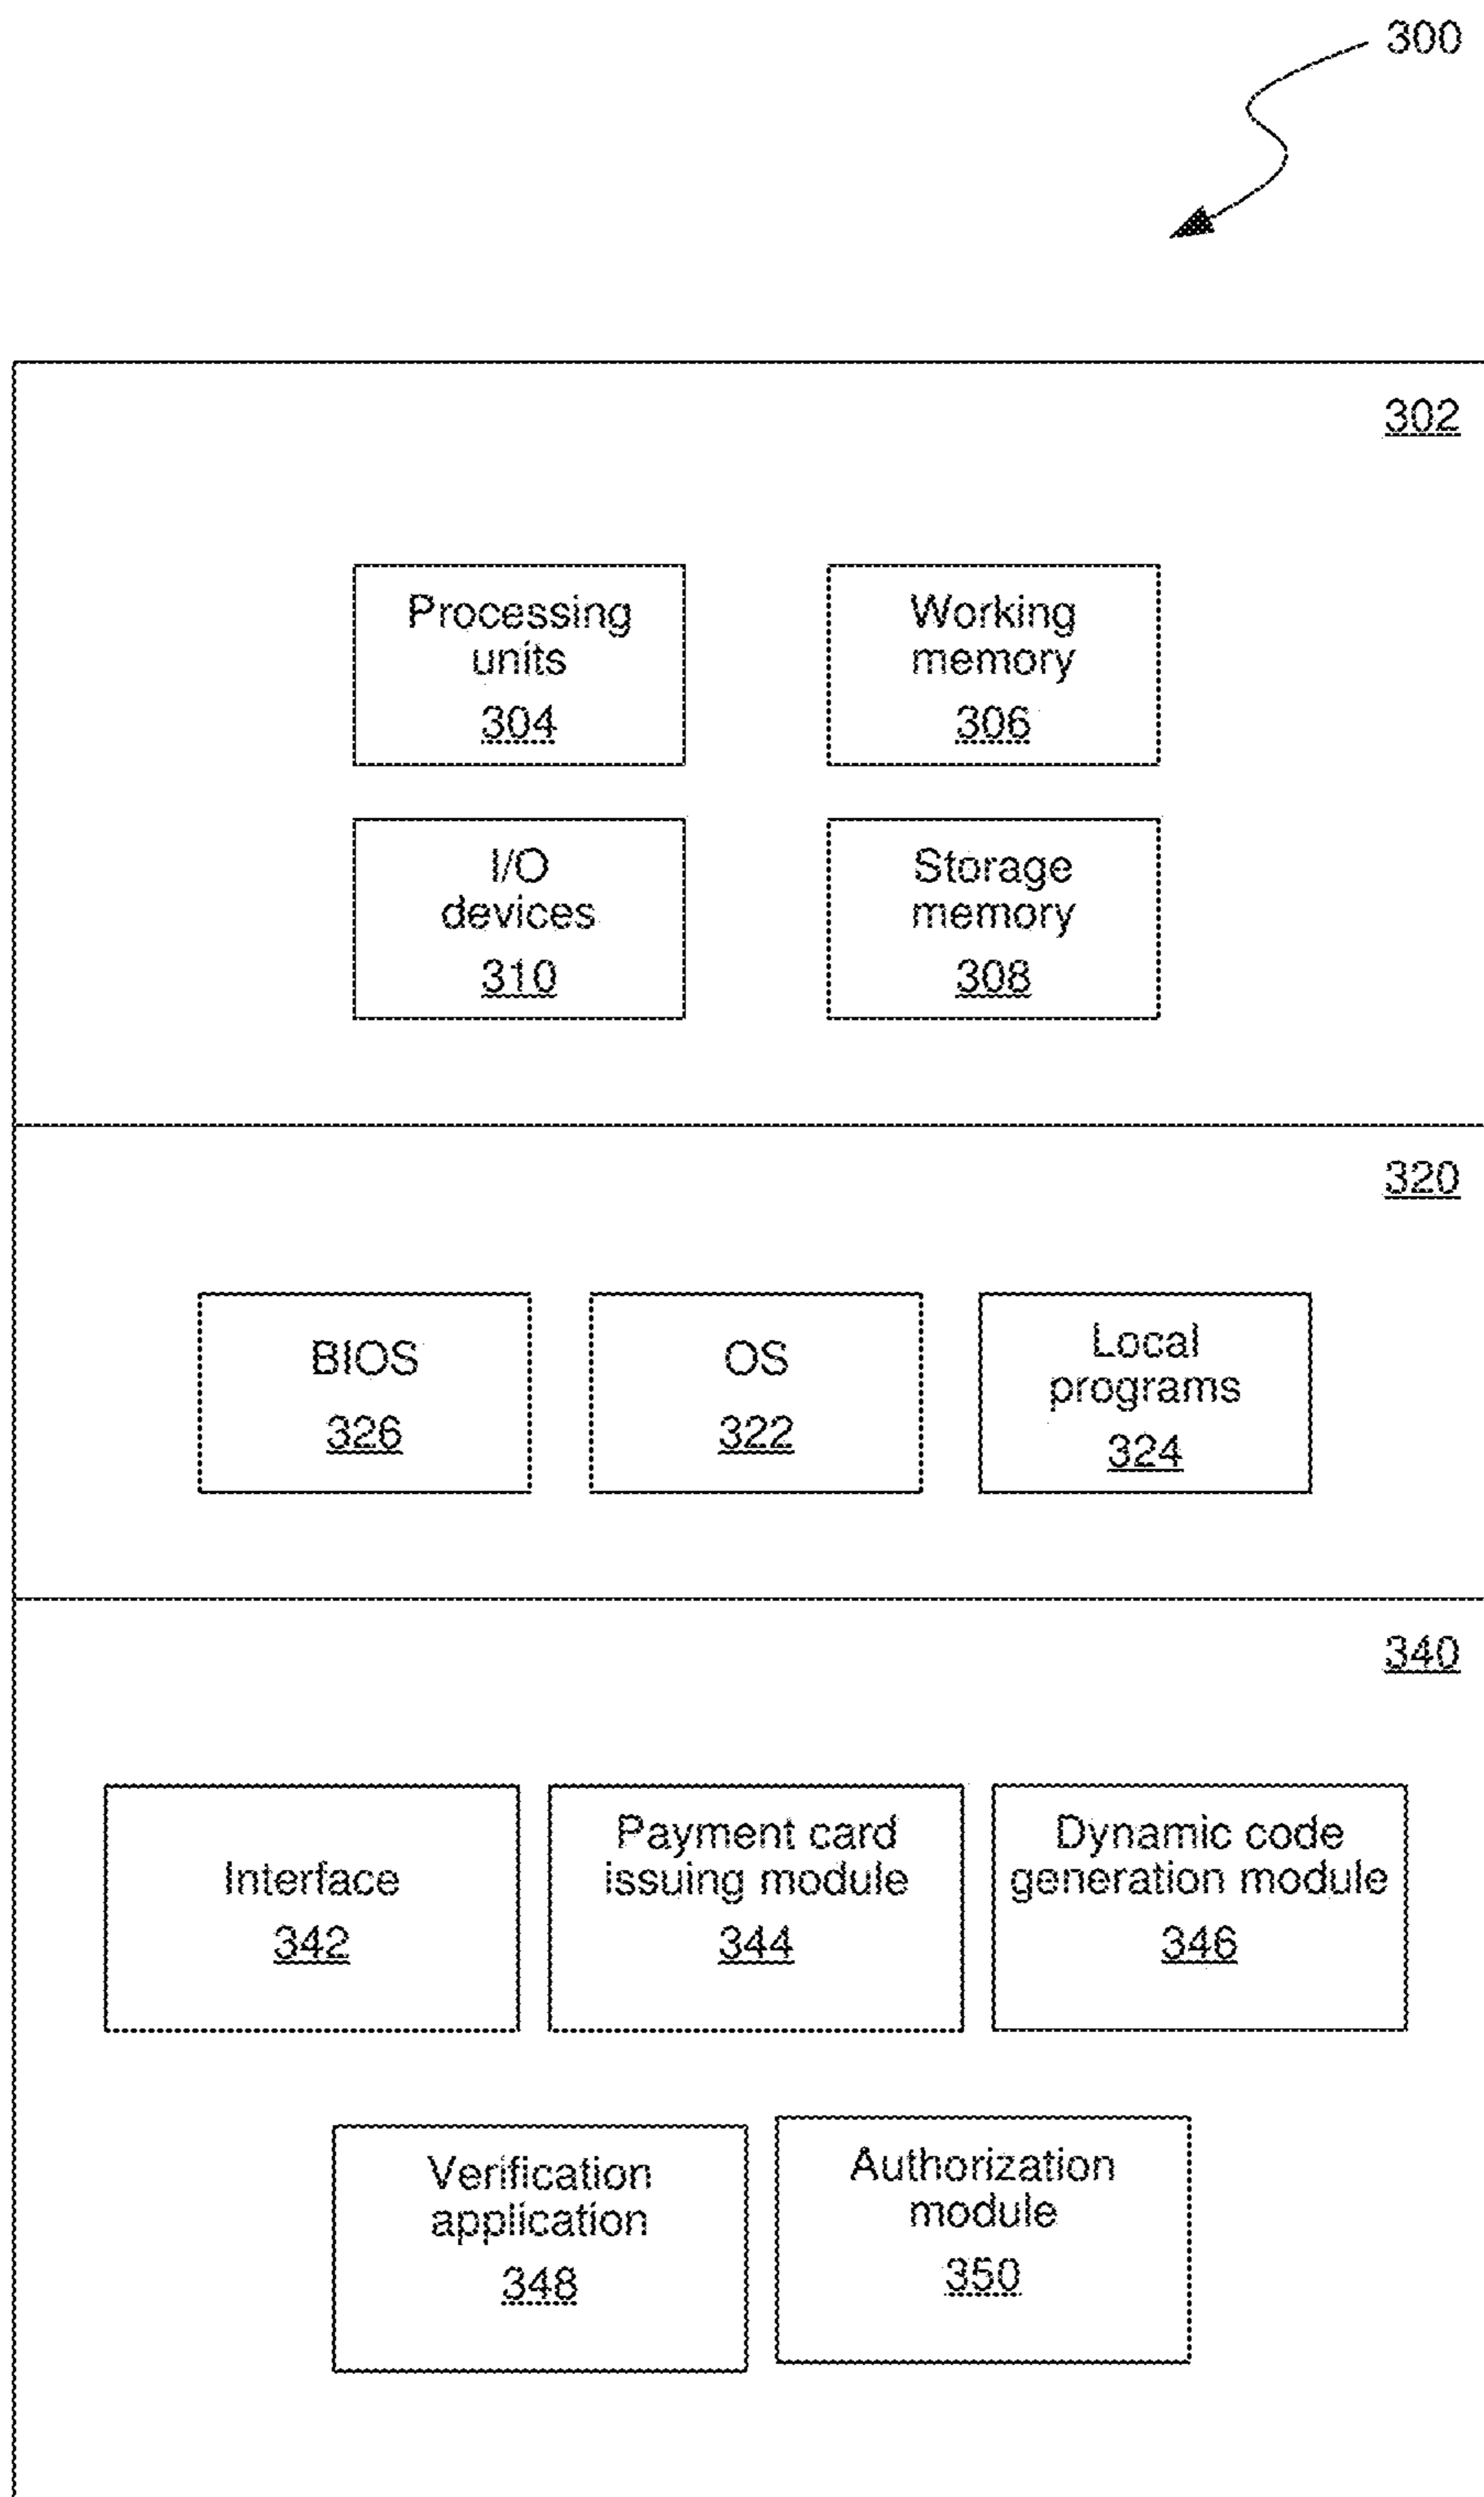 300
302
Processing
units
304
Working
memory
306
I/O
devices
310
Storage
memory
308
320
BIOS
326
OS
322
Local
programs
324
340
Interface
342
Payment card
issuing module
344
Dynamic code
generation module
346
Verification
application
348
Authorization
module
350